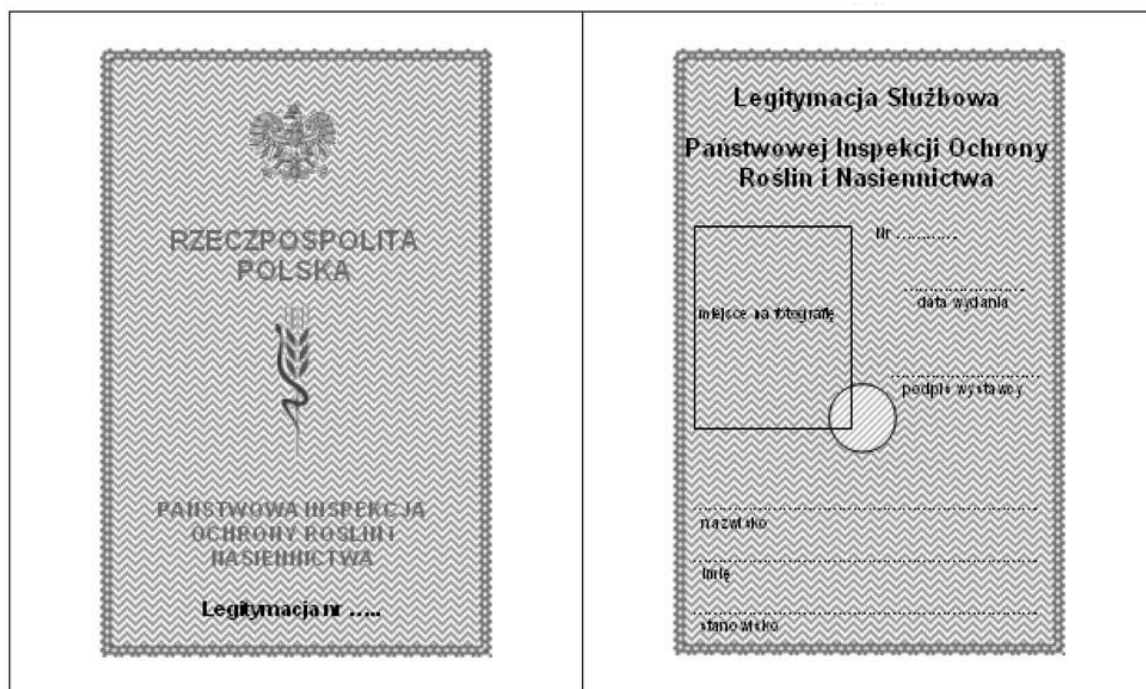 RZECZPOSPOLITA
POLSKA
PAŃSTWOWA INSPEKCJA
OCHRONY ROŚLIN I
NASIENNICTWA
Legitymacja nr .....
Legitymacja Służbowa
Państwowej Inspekcji Ochrony
Roślin i Nasiennictwa
Nr ............
miejsce na fotografię
data wydania
podpis wystawcy
nazwisko
imię
stanowisko